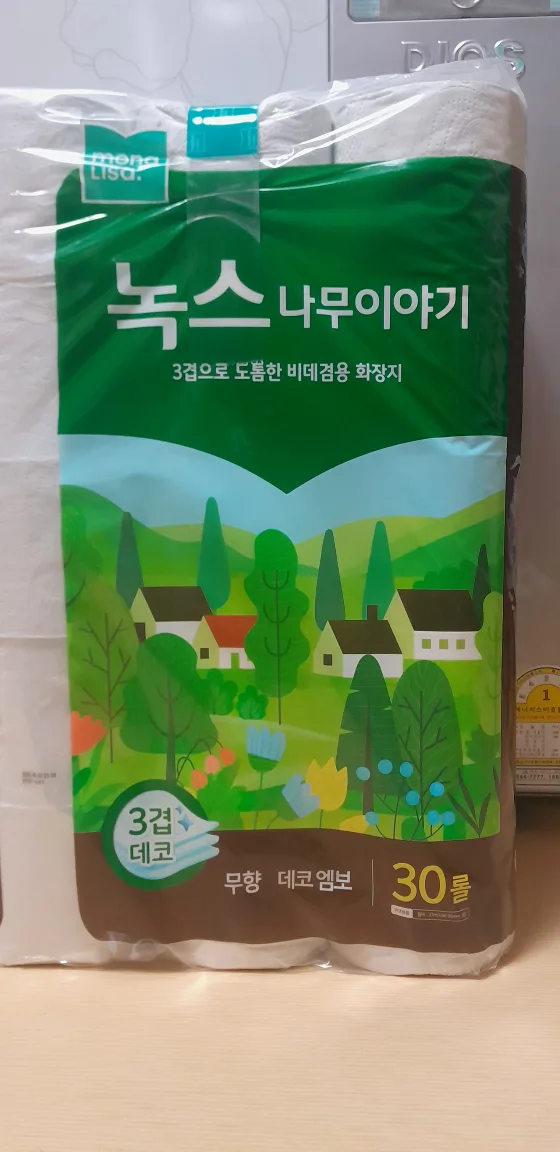 DIOS
mona
Lisa.
녹스 나무이야기
3겹으로 도톰한 비데겸용 화장지
1
3겹
데코
무향 데코 엠보
30롤